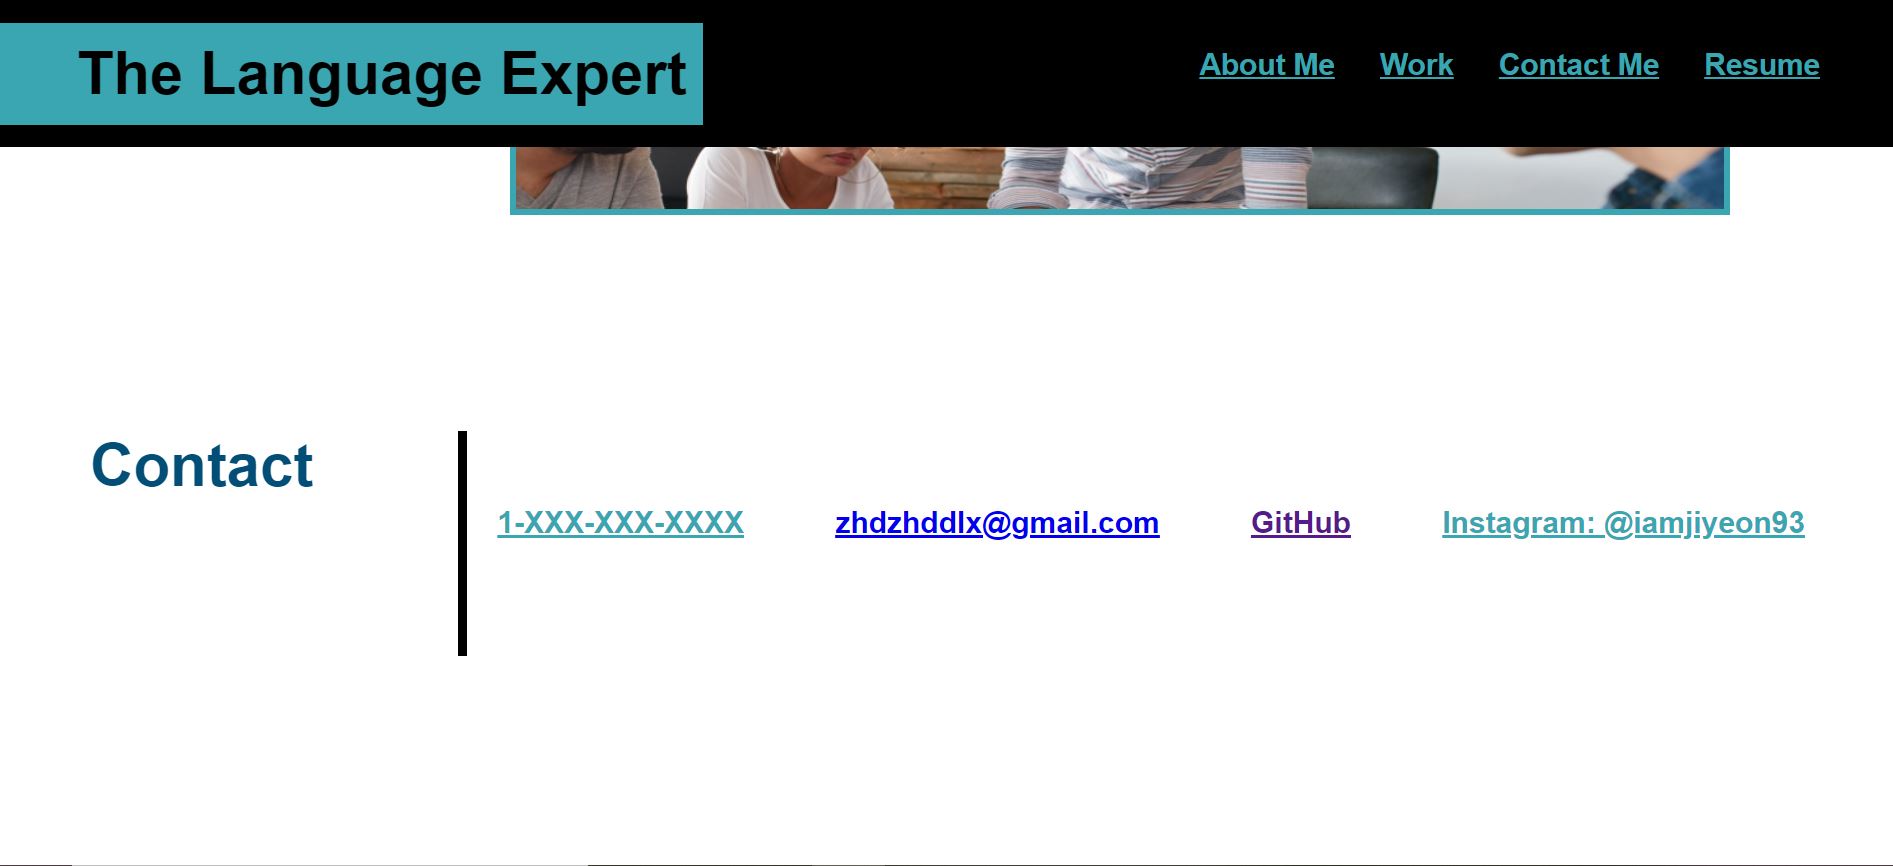 The Language Expert
About Me Work Contact Me Resume
Contact
1-XXX-XXX-XXXX zhdzhddlx@gmail.com GitHub Instagram: @iamjiyeon93